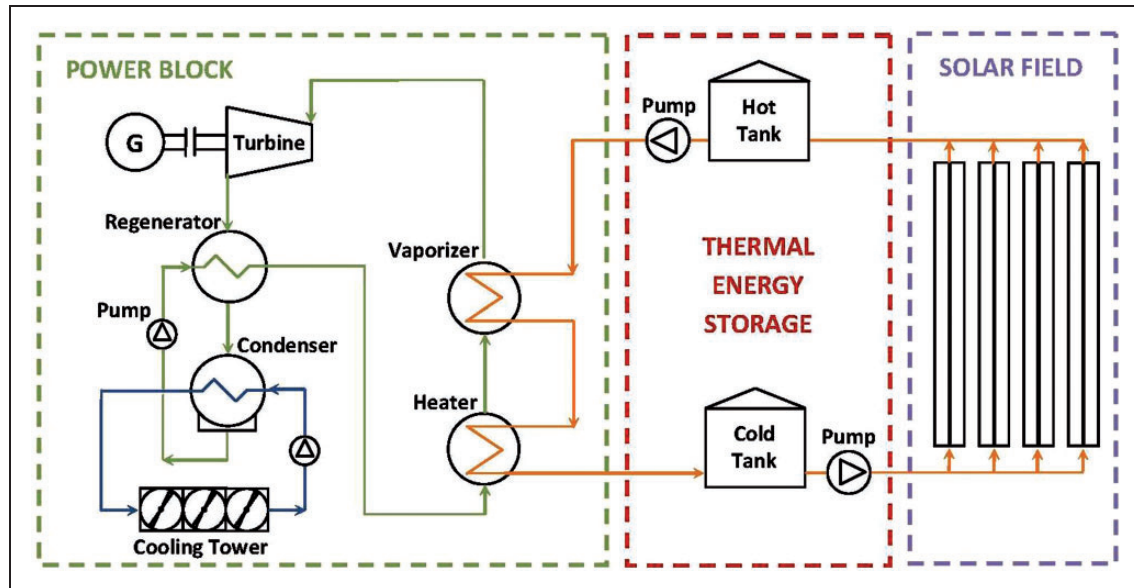 POWER BLOCK
G
Turbine
Regenerator
Pump
Condenser
Cooling Tower
Vaporizer
Heater
Pump
Hot
Tank
THERMAL
ENERGY
STORAGE
Cold
Tank
Pump
SOLAR FIELD